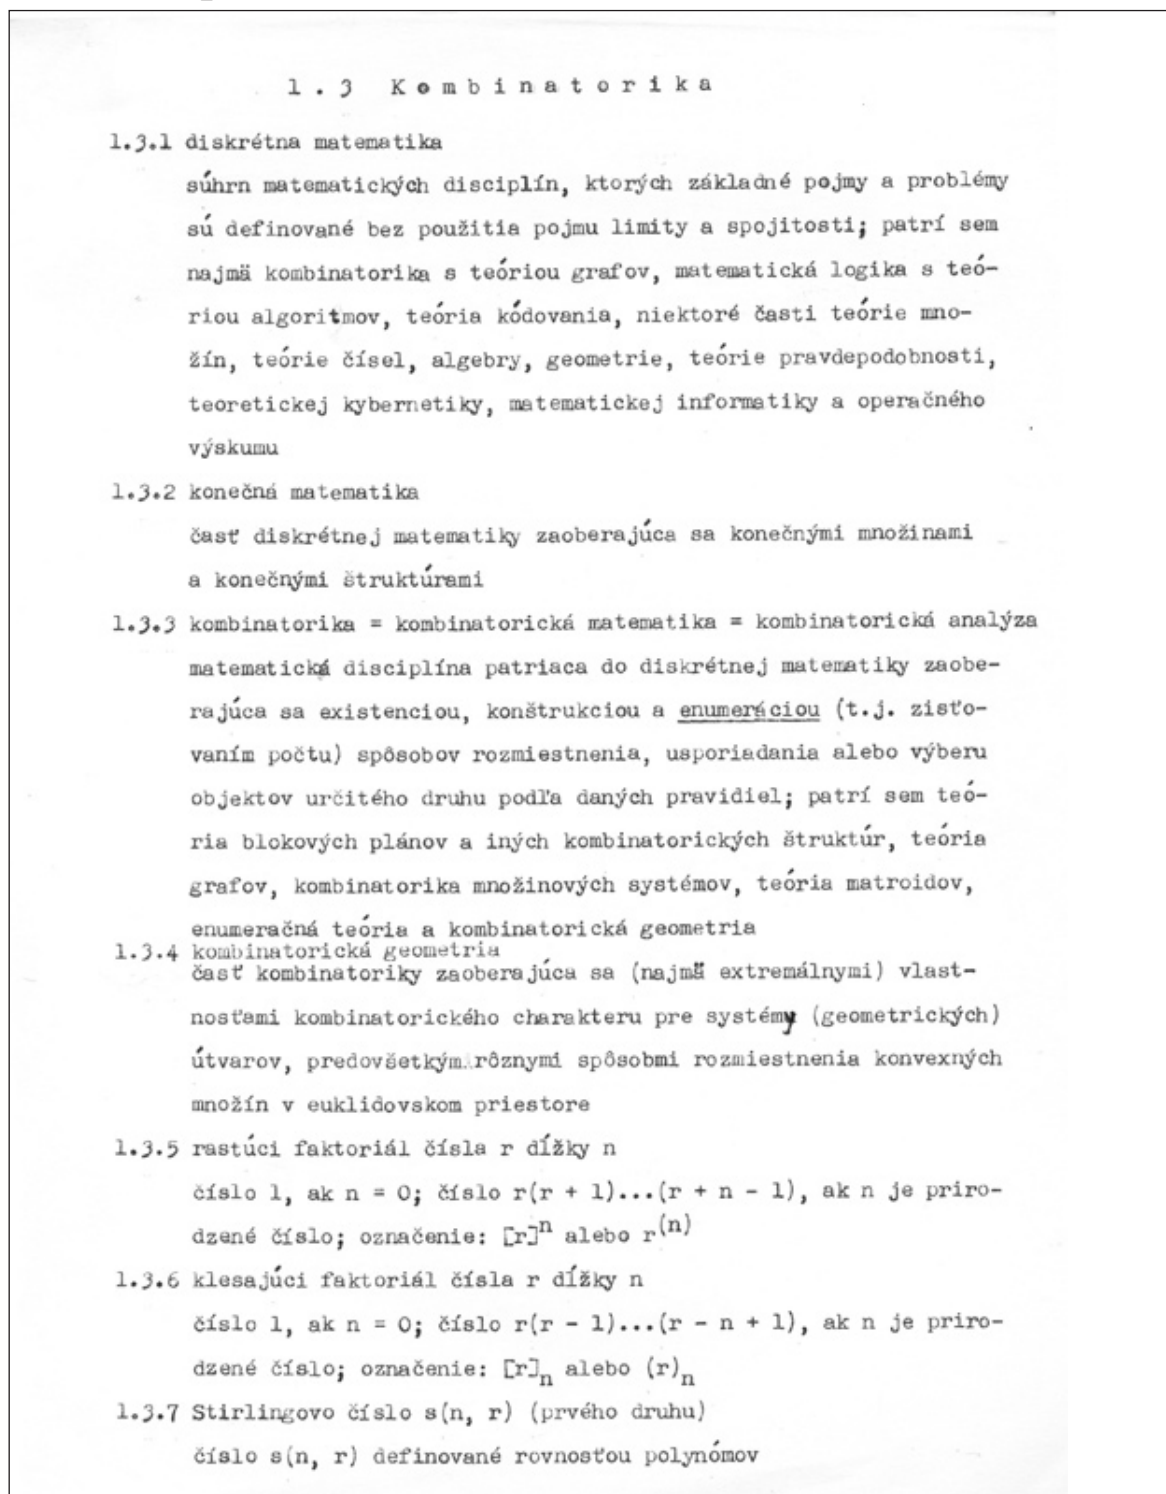 1.3 Kombinatorika
1.3.1 diskrétna matematika
súhrn matematických disciplín, ktorých základné pojmy a problémy
sú definované bez použitia pojmu limity a spojitosti; patrí sem
najmä kombinatorika s teóriou grafov, matematická logika s teó-
riou algoritmov, teória kódovania, niektoré časti teórie mno-
žín, teórie čísel, algebry, geometrie, teórie pravdepodobnosti,
teoretickej kybernetiky, matematickej informatiky a operačného
výskumu
1.3.2 konečná matematika
časť diskrétnej matematiky zaoberajúca sa konečnými množinami
a konečnými štruktúrami
1.3.3 kombinatorika = kombinatorická matematika = kombinatorická analýza
matematická disciplína patriaca do diskrétnej matematiky zaobe-
rajúca sa existenciou, konštrukciou a enumeráciou (t.j. zisťo-
vaním počtu) spôsobov rozmiestnenia, usporiadania alebo výberu
objektov určitého druhu podľa daných pravidiel; patrí sem teó-
ria blokových plánov a iných kombinatorických štruktúr, teória
grafov, kombinatorika množinových systémov, teória matroidov,
enumeračná teória a kombinatorická geometria
1.3.4 kombinatorická geometria
časť kombinatoriky zaoberajúca sa (najmä extremálnymi) vlast-
nosťami kombinatorického charakteru pre systémy (geometrických)
útvarov, predovšetkým rôznymi spôsobmi rozmiestnenia konvexných
množín v euklidovskom priestore
1.3.5 rastúci faktoriál čísla r dĺžky n
číslo 1, ak n = 0; číslo r(r + 1)...(r + n - 1), ak n je priro-
dzené číslo; označenie: [r]ⁿ alebo r⁽ⁿ⁾
1.3.6 klesajúci faktoriál čísla r dĺžky n
číslo 1, ak n = 0; číslo r(r - 1)...(r - n + 1), ak n je priro-
dzené číslo; označenie: [r]ₙ alebo (r)ₙ
1.3.7 Stirlingovo číslo s(n, r) (prvého druhu)
číslo s(n, r) definované rovnosťou polynómov